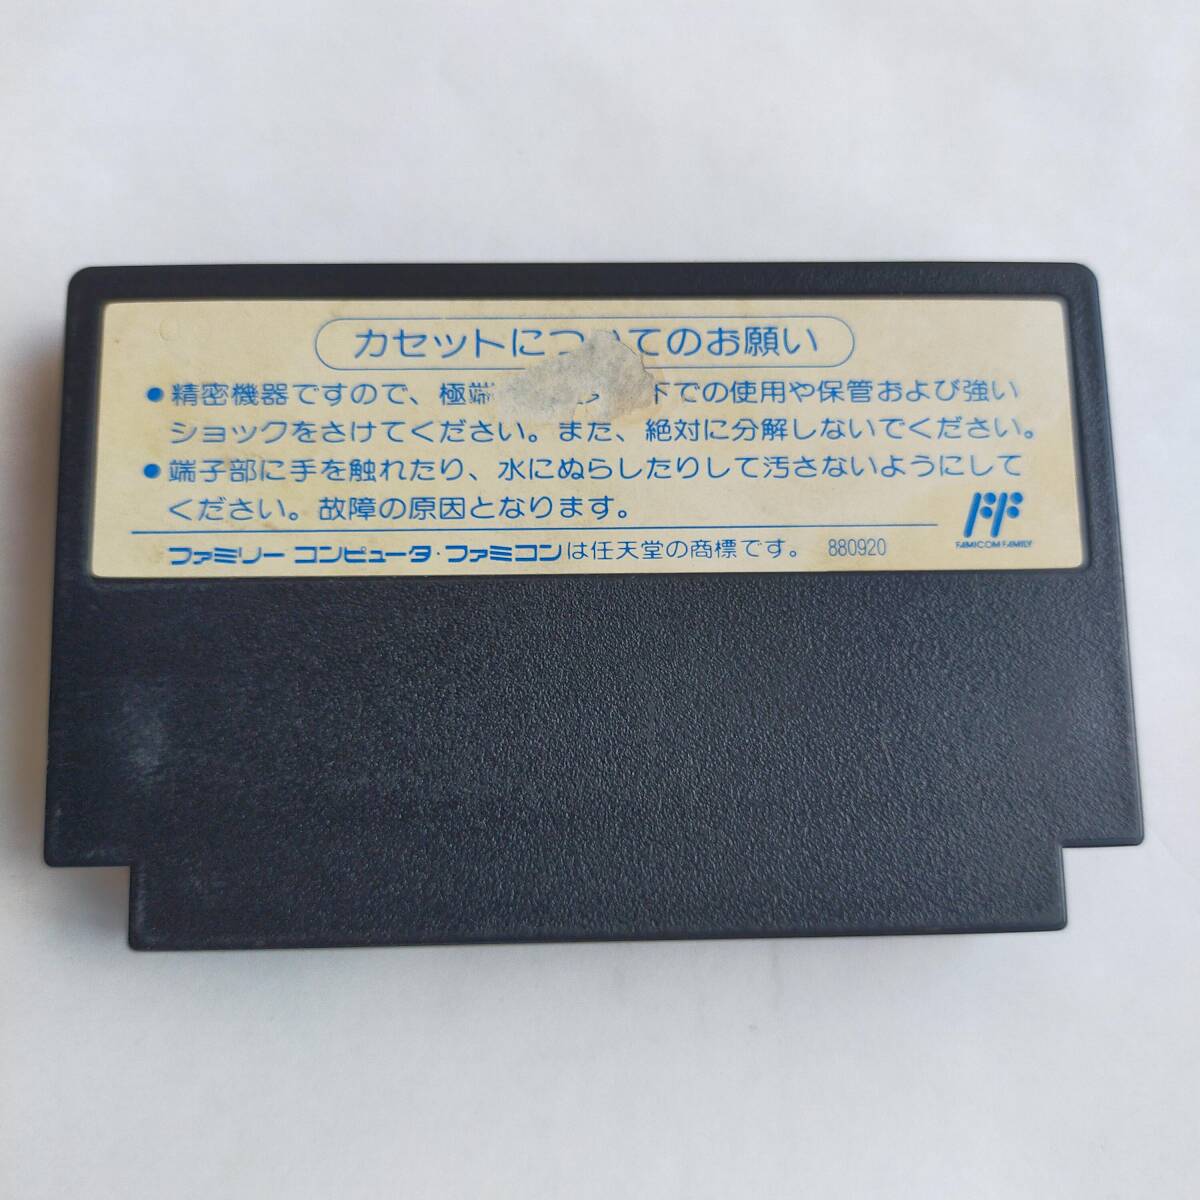 カセットについてのお願い
●精密機器ですので、極端 下での使用や保管および強い
ショックをさけてください。また、絶対に分解しないでください。
●端子部に手を触れたり、水にぬらしたりして汚さないようにして
ください。故障の原因となります。
FF
FAMICOM FAMILY
ファミリー コンピュータ・ファミコンは任天堂の商標です。 880920